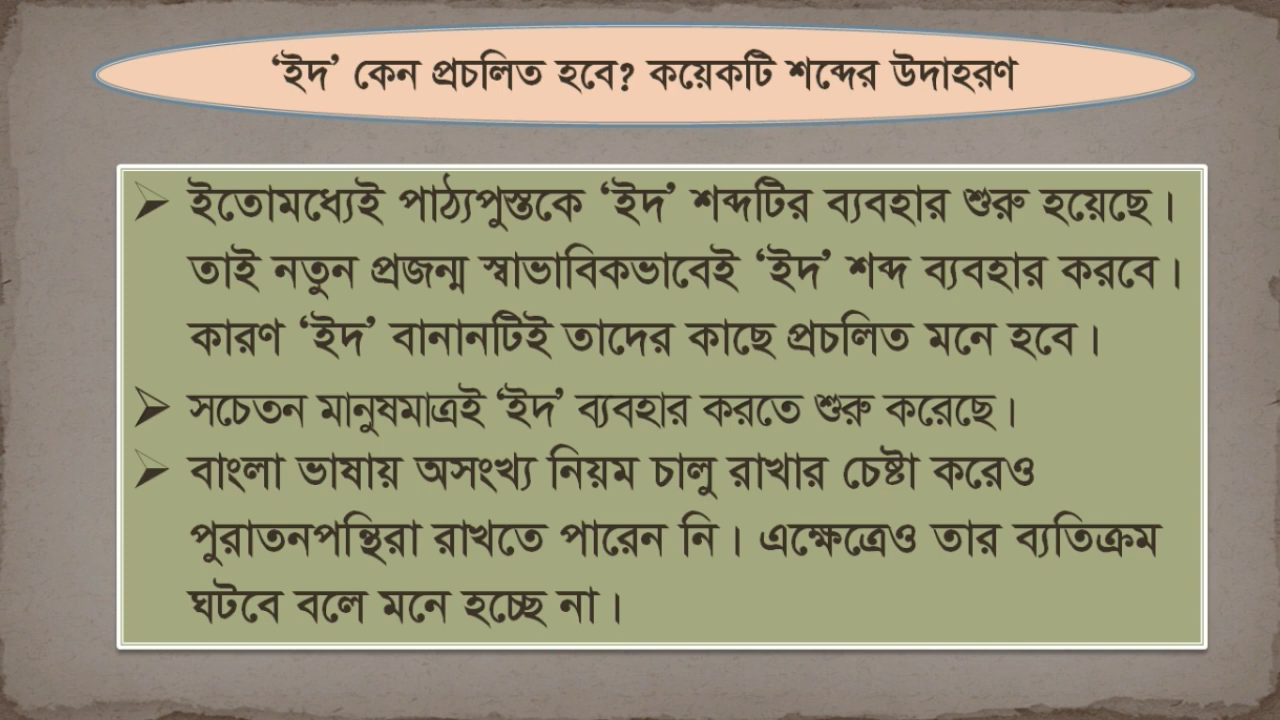 ‘ইদ’ কেন প্রচলিত হবে? কয়েকটি শব্দের উদাহরণ
ইতোমধ্যেই পাঠ্যপুস্তকে ‘ইদ’ শব্দটির ব্যবহার শুরু হয়েছে।
তাই নতুন প্রজন্ম স্বাভাবিকভাবেই ‘ইদ’ শব্দ ব্যবহার করবে।
কারণ ‘ইদ’ বানানটিই তাদের কাছে প্রচলিত মনে হবে।
সচেতন মানুষমাত্রই ‘ইদ’ ব্যবহার করতে শুরু করেছে।
বাংলা ভাষায় অসংখ্য নিয়ম চালু রাখার চেষ্টা করেও
পুরাতনপন্থিরা রাখতে পারেন নি। এক্ষেত্রেও তার ব্যতিক্রম
ঘটবে বলে মনে হচ্ছে না।